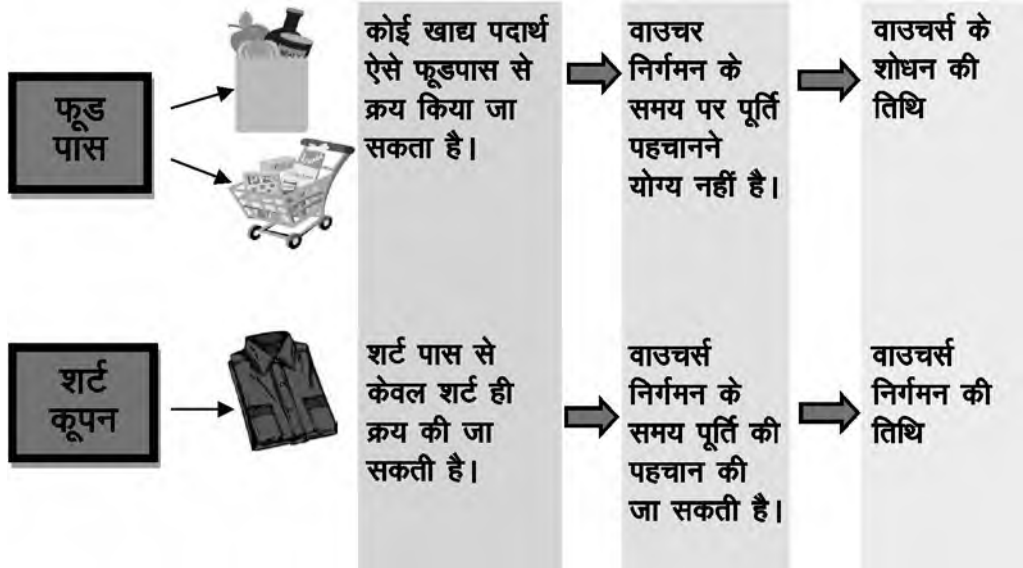 फूड
पास
कोई खाद्य पदार्थ
ऐसे फूडपास से
क्रय किया जा
सकता है।
वाउचर
निर्गमन के
समय पर पूर्ति
पहचानने
योग्य नहीं है।
वाउचर्स के
शोधन की
तिथि
शर्ट
कूपन
शर्ट पास से
केवल शर्ट ही
क्रय की जा
सकती है।
वाउचर्स
निर्गमन के
समय पूर्ति की
पहचान की
जा सकती है।
वाउचर्स
निर्गमन की
तिथि